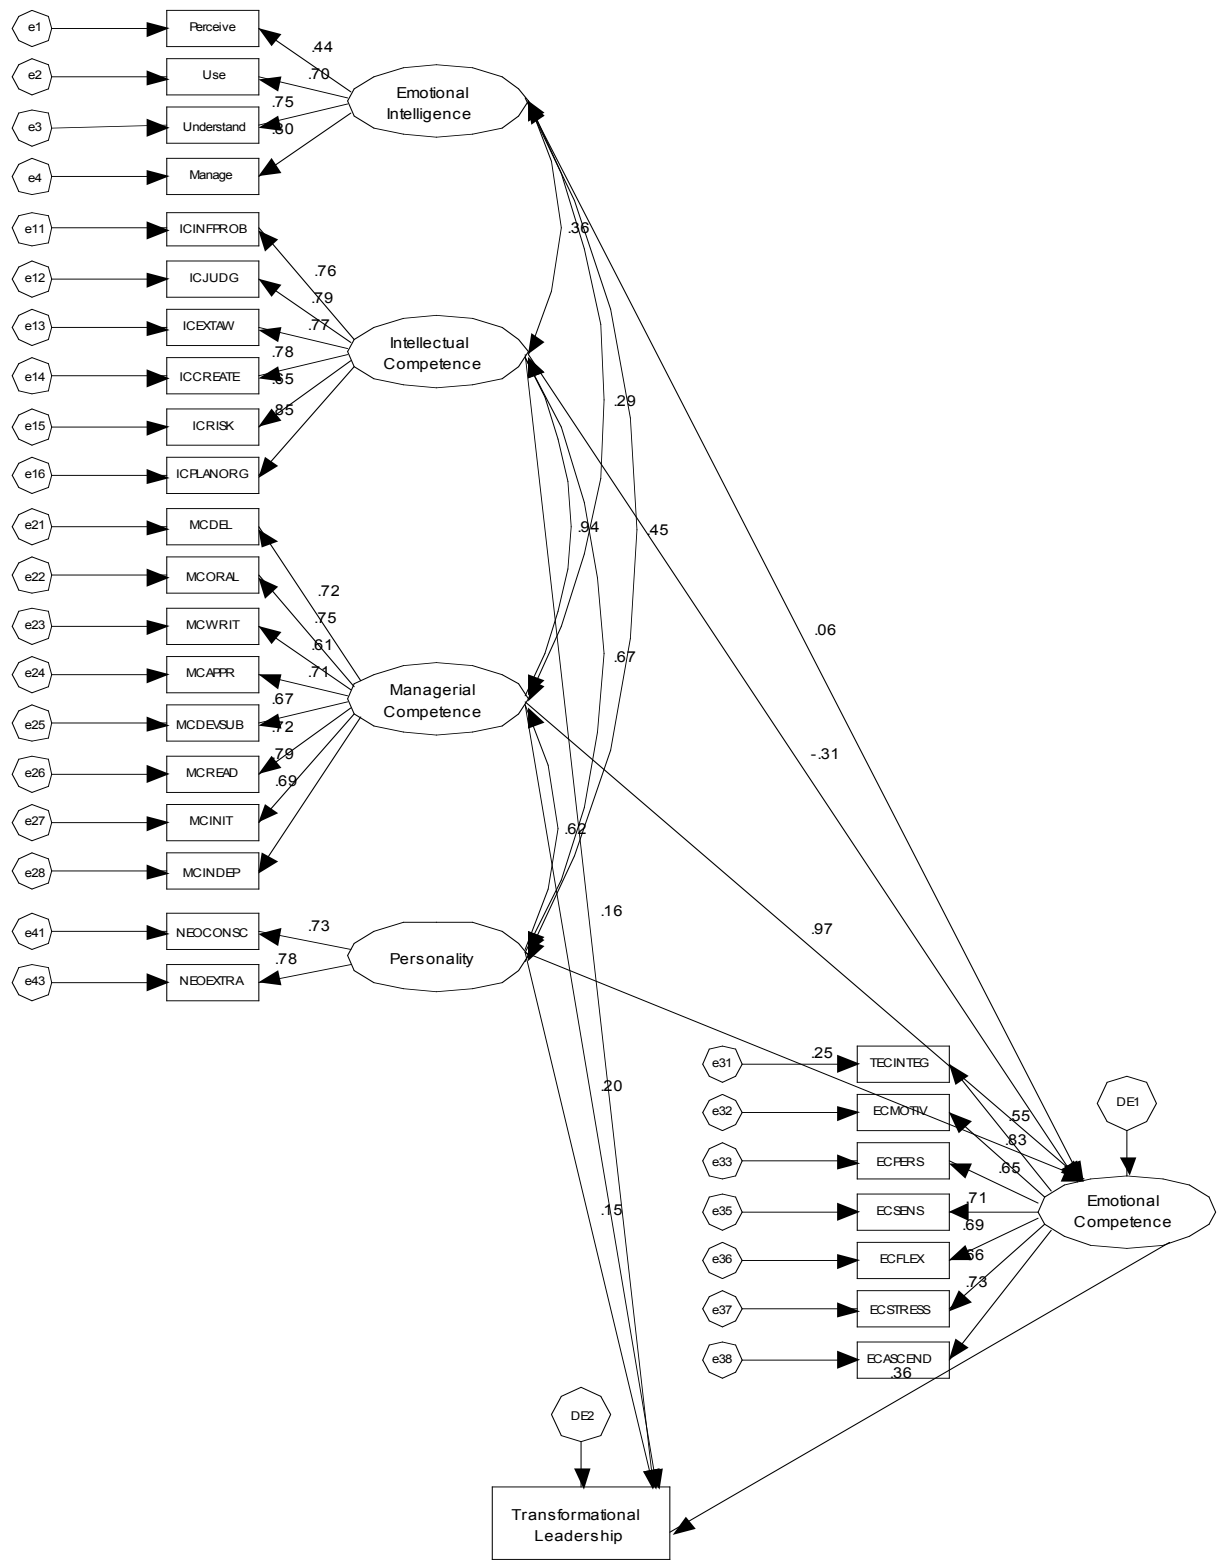 e1
Perceive
.44
e2
Use
.70
e3
Understand
.75
.80
e4
Manage
Emotional
Intelligence
e11
ICINFPROB
.76
e12
ICJUDG
.79
e13
ICEXTAW
.77
e14
ICCREATE
.78
.65
e15
ICRISK
.85
e16
ICPLANORG
Intellectual
Competence
.36
.29
.94
.45
.67
.06
-.31
e21
MCDEL
.72
e22
MCORAL
.75
e23
MCWRIT
.61
e24
MCAPPR
.71
e25
MCDEVSUB
.67
.72
e26
MCREAD
.79
e27
MCINIT
.69
e28
MCINDEP
Managerial
Competence
.62
.16
.97
e41
NEOCONSC
.73
e43
NEOEXTRA
.78
Personality
.25
.20
.15
e31
TECINTEG
.55
e32
ECMOTIV
.83
e33
ECPERS
.65
e35
ECSENS
.71
e36
ECFLEX
.69
.66
e37
ECSTRESS
.73
e38
ECASCEND
.36
DE1
Emotional
Competence
DE2
Transformational
Leadership